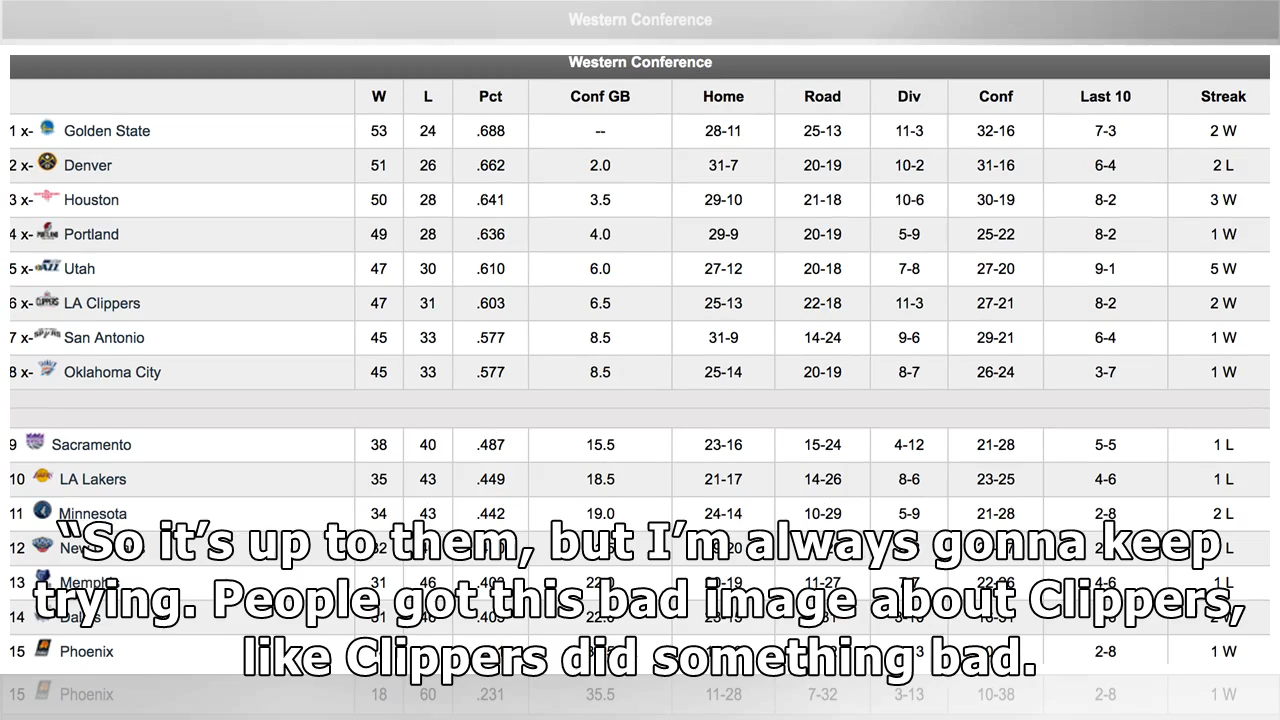 Western Conference
Western Conference
W L Pct Conf GB Home Road Div Conf Last 10 Streak
1 x- Golden State 53 24 .688 -- 28-11 25-13 11-3 32-16 7-3 2 W
2 x- Denver 51 26 .662 2.0 31-7 20-19 10-2 31-16 6-4 2 L
3 x- Houston 50 28 .641 3.5 29-10 21-18 10-6 30-19 8-2 3 W
4 x- Portland 49 28 .636 4.0 29-9 20-19 5-9 25-22 8-2 1 W
5 x- Utah 47 30 .610 6.0 27-12 20-18 7-8 27-20 9-1 5 W
6 x- LA Clippers 47 31 .603 6.5 25-13 22-18 11-3 27-21 8-2 2 W
7 x- San Antonio 45 33 .577 8.5 31-9 14-24 9-6 29-21 6-4 1 W
8 x- Oklahoma City 45 33 .577 8.5 25-14 20-19 8-7 26-24 3-7 1 W
9 Sacramento 38 40 .487 15.5 23-16 15-24 4-12 21-28 5-5 1 L
10 LA Lakers 35 43 .449 18.5 21-17 14-26 8-6 23-25 4-6 1 L
11 Minnesota 34 43 .442 19.0 24-14 10-29 5-9 21-28 2-8 2 L
12
“So it’s up to them, but I’m always gonna keep
13 Memphis 31 46 11-27 4-6 1 L
trying. People got this bad image about Clippers,
14
15 Phoenix 2-8 1 W
like Clippers did something bad.
15 Phoenix 18 60 .231 35.5 11-28 7-32 3-13 10-38 2-8 1 W